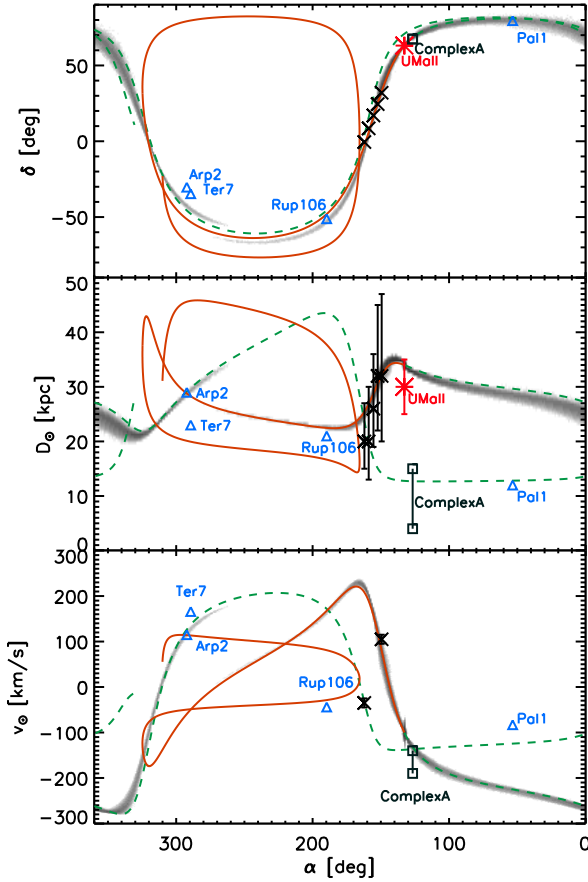 50
0
−50
δ [deg]
Pal1
ComplexA
UMaII
Arp2
Ter7
Rup106
50
40
30
20
10
0
D⊙ [kpc]
Arp2
Ter7
Rup106
UMaII
ComplexA
Pal1
300
200
100
0
−100
−200
−300
v⊙ [km/s]
Ter7
Arp2
Rup106
Pal1
ComplexA
300
200
100
0
α [deg]